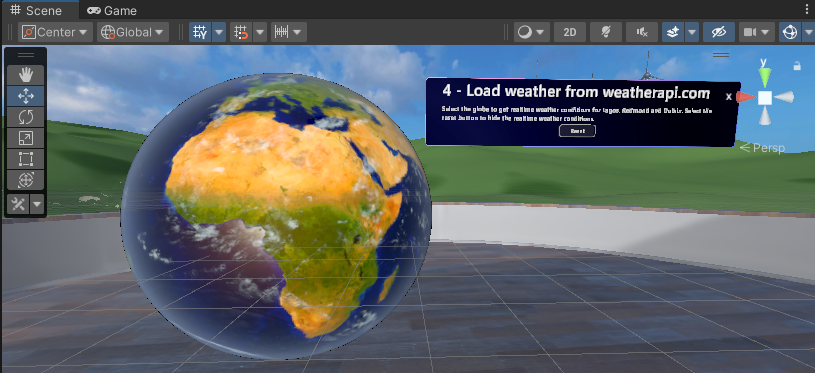 Scene Game
Center Global 2D
y
4 - Load weather from weatherapi.com
x
Select the globe to get realtime weather conditions for Lagos, Redmond and Dublin. Select the
reset button to hide the realtime weather conditions.
Reset
Persp